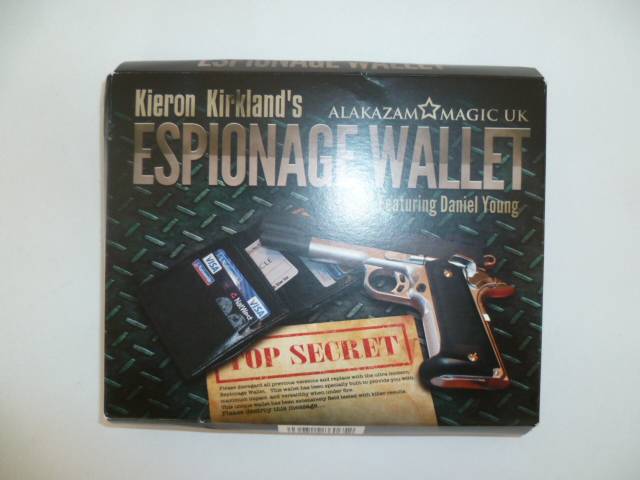 ESPIONAGE WALLET
Kieron Kirkland's
ALAKAZAM MAGIC UK
ESPIONAGE WALLET
Featuring Daniel Young
VISA
VISA
NatWest
TOP SECRET
Please disregard all previous versions and replace with the ultra modern
Espionage Wallet. This wallet has been specially built to provide you with
maximum impact and versatility when under fire.
This unique wallet has been extensively field tested with killer results.
Please destroy this message...